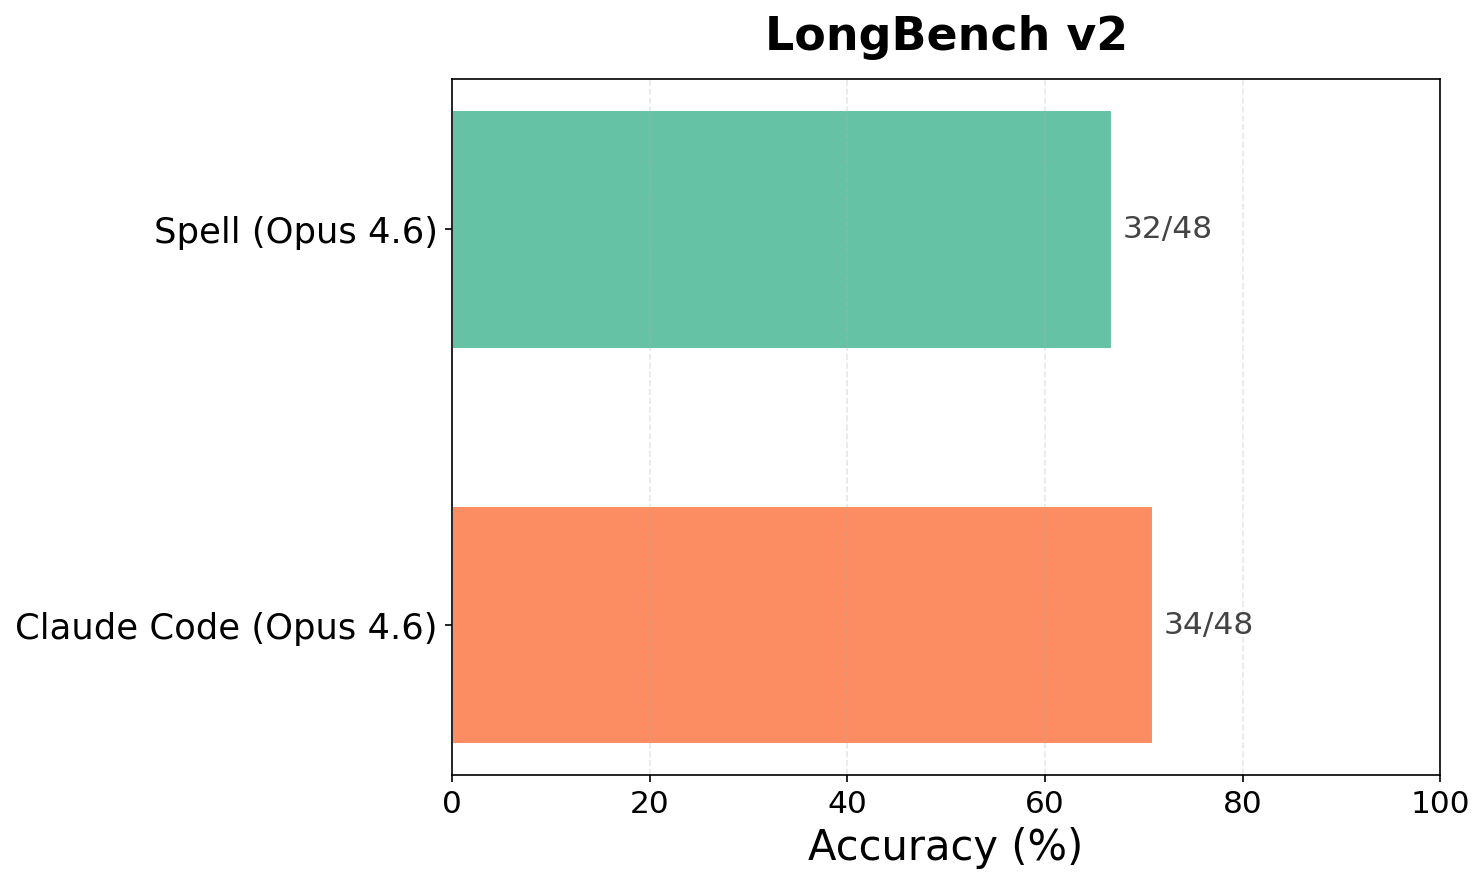 LongBench v2
Spell (Opus 4.6)
32/48
Claude Code (Opus 4.6)
34/48
0 20 40 60 80 100
Accuracy (%)